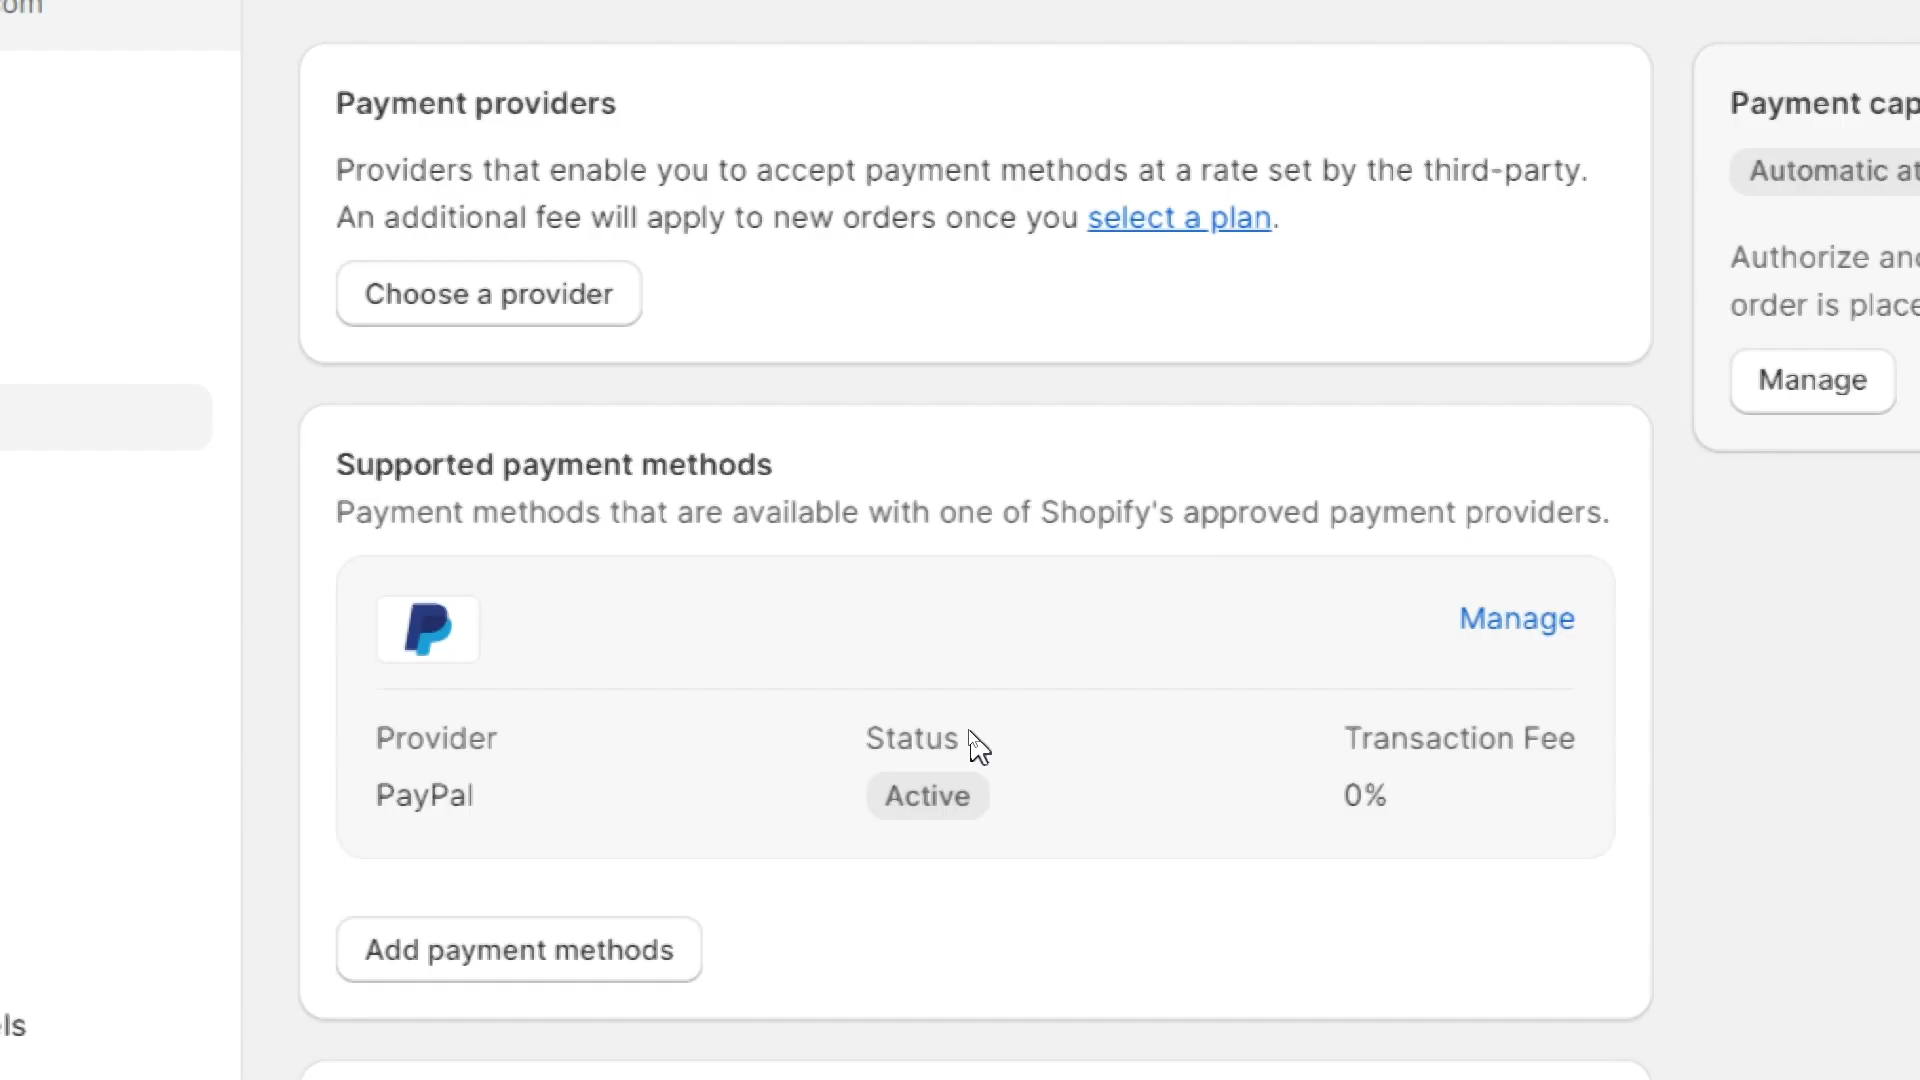 Payment providers
Providers that enable you to accept payment methods at a rate set by the third-party.
An additional fee will apply to new orders once you select a plan.
Choose a provider
Supported payment methods
Payment methods that are available with one of Shopify's approved payment providers.
Manage
Provider
Status
Transaction Fee
PayPal
Active
0%
Add payment methods
Payment cap
Automatic at
Authorize and
order is place
Manage
om
ls